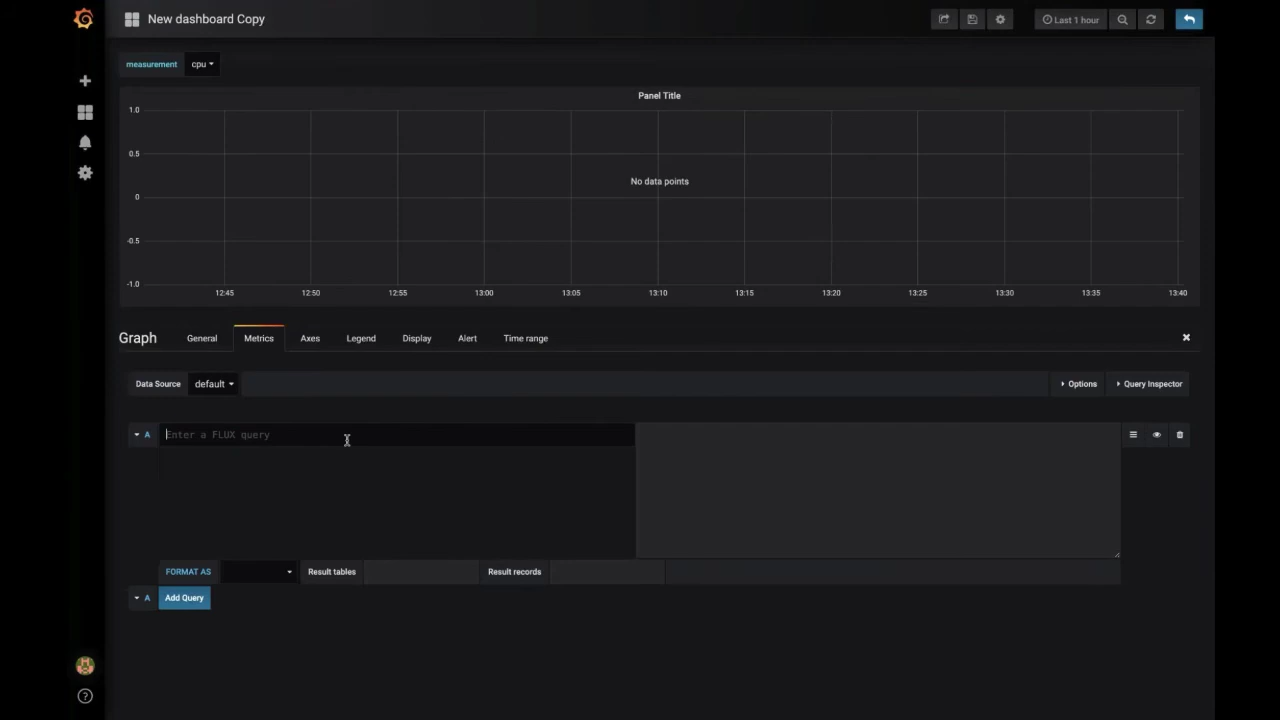 New dashboard Copy
Last 1 hour
measurement cpu
Panel Title
1.0
0.5
No data points
0
-0.5
-1.0
12:45 12:50 12:55 13:00 13:05 13:10 13:15 13:20 13:25 13:30 13:35 13:40
Graph General Metrics Axes Legend Display Alert Time range
Data Source default Options Query Inspector
A Enter a FLUX query
FORMAT AS Result tables Result records
A Add Query